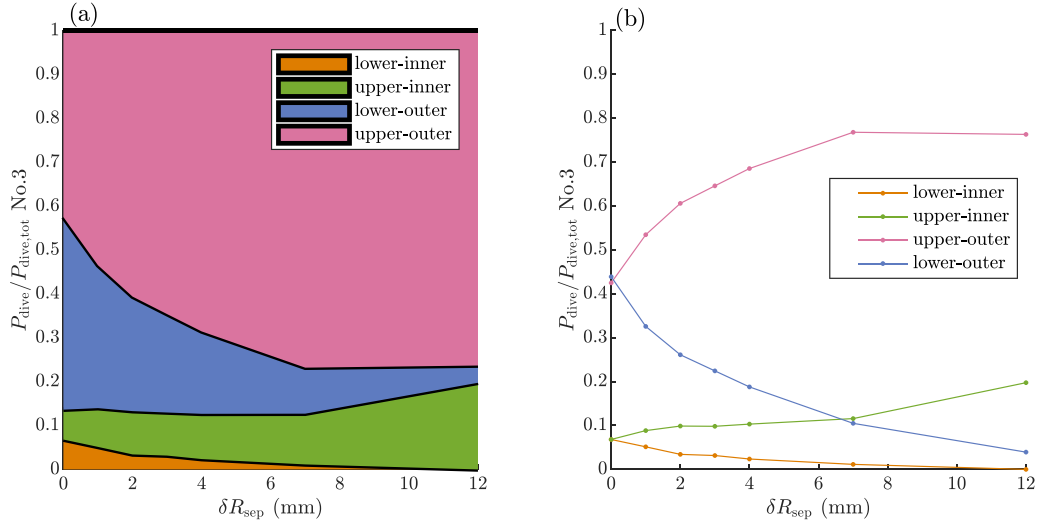 (a)
1
0.9
0.8
0.7
0.6
0.5
0.4
0.3
0.2
0.1
0
0 2 4 6 8 10 12
δR_sep (mm)
P_dive/P_dive,tot No.3
lower-inner
upper-inner
lower-outer
upper-outer
(b)
1
0.9
0.8
0.7
0.6
0.5
0.4
0.3
0.2
0.1
0
0 2 4 6 8 10 12
δR_sep (mm)
P_dive/P_dive,tot No.3
lower-inner
upper-inner
upper-outer
lower-outer